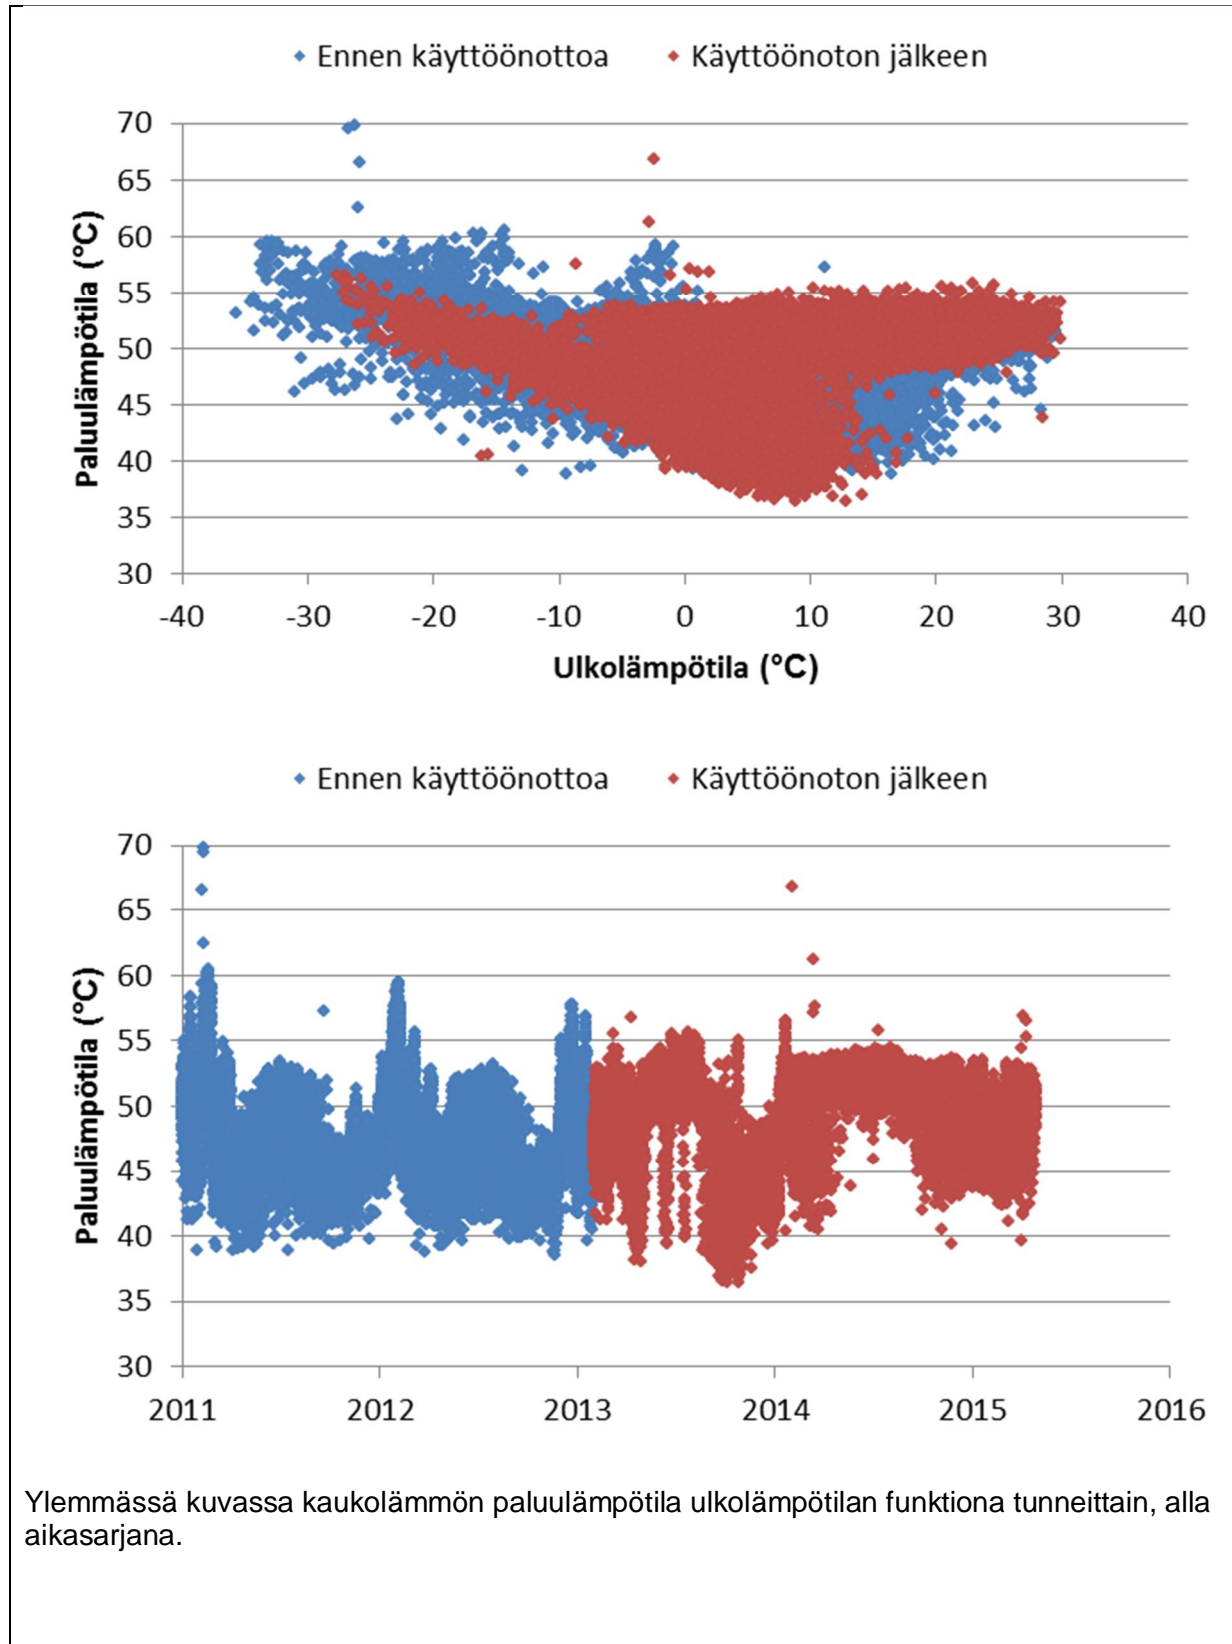 Ennen käyttöönottoa Käyttöönoton jälkeen
70
65
60
55
50
45
40
35
30
Paluulämpötila (°C)
-40 -30 -20 -10 0 10 20 30 40
Ulkolämpötila (°C)
Ennen käyttöönottoa Käyttöönoton jälkeen
70
65
60
55
50
45
40
35
30
Paluulämpötila (°C)
2011 2012 2013 2014 2015 2016
Ylemmässä kuvassa kaukolämmön paluulämpötila ulkolämpötilan funktiona tunneittain, alla
aikasarjana.